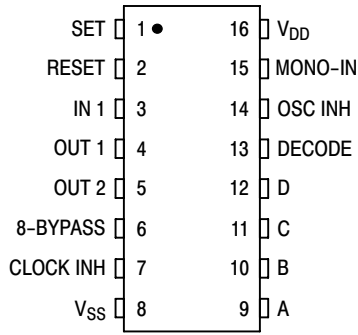 SET 1 16 VDD
RESET 2 15 MONO–IN
IN 1 3 14 OSC INH
OUT 1 4 13 DECODE
OUT 2 5 12 D
8–BYPASS 6 11 C
CLOCK INH 7 10 B
VSS 8 9 A